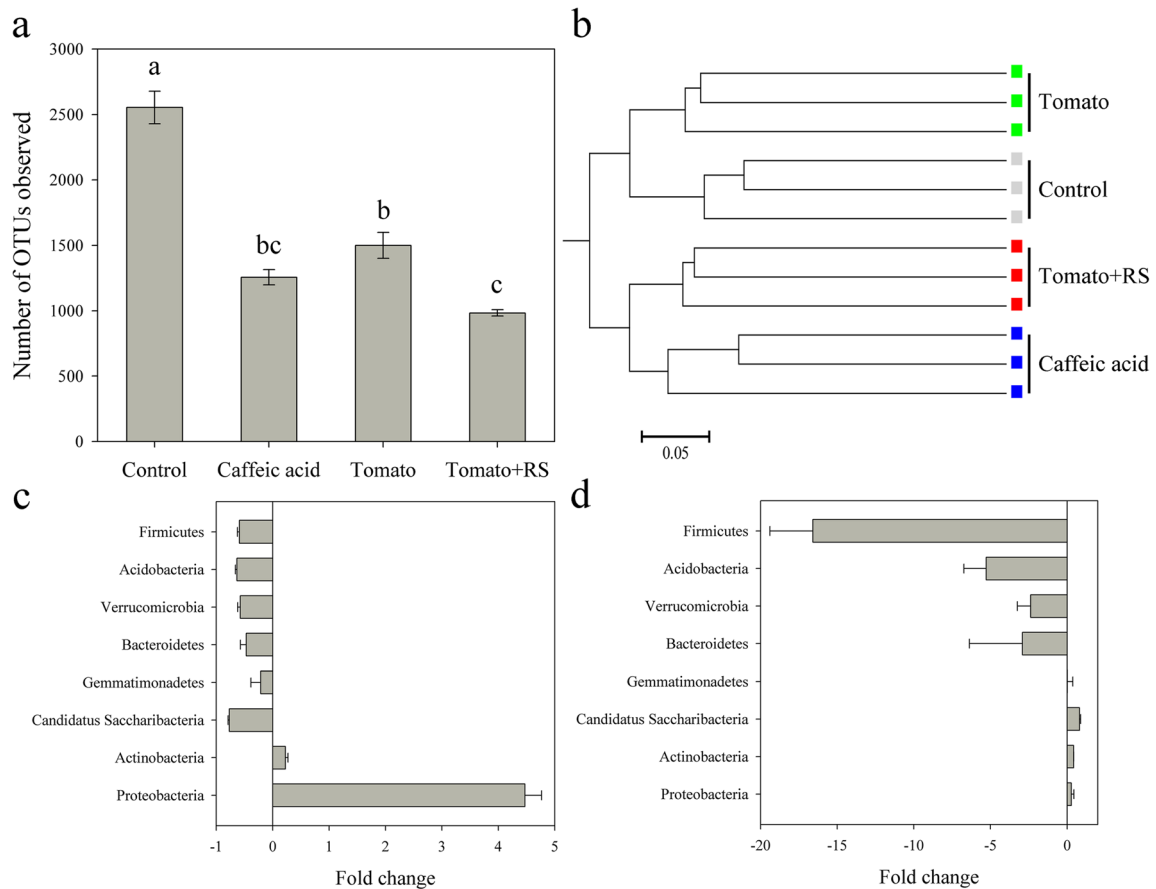 a
Number of OTUs observed
3000
2500
2000
1500
1000
500
0
a
bc
b
c
Control
Caffeic acid
Tomato
Tomato+RS
b
Tomato
Control
Tomato+RS
Caffeic acid
0.05
c
Firmicutes
Acidobacteria
Verrucomicrobia
Bacteroidetes
Gemmatimonadetes
Candidatus Saccharibacteria
Actinobacteria
Proteobacteria
-1 0 1 2 3 4 5
Fold change
d
Firmicutes
Acidobacteria
Verrucomicrobia
Bacteroidetes
Gemmatimonadetes
Candidatus Saccharibacteria
Actinobacteria
Proteobacteria
-20 -15 -10 -5 0
Fold change